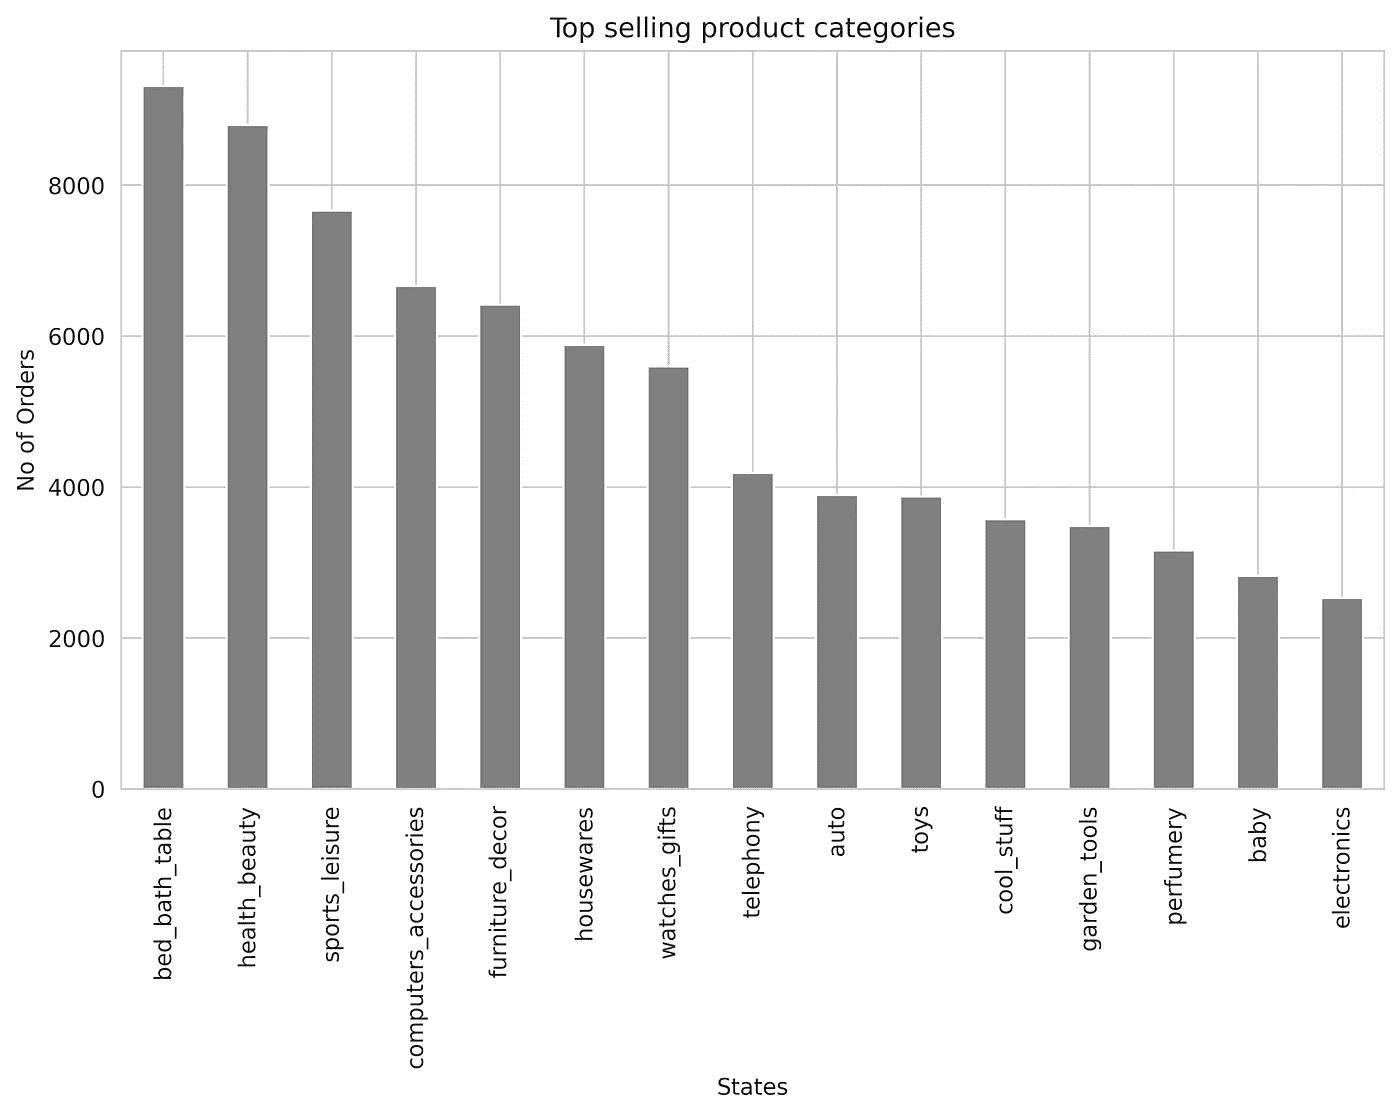 Top selling product categories
No of Orders
8000
6000
4000
2000
0
bed_bath_table
health_beauty
sports_leisure
computers_accessories
furniture_decor
housewares
watches_gifts
telephony
auto
toys
cool_stuff
garden_tools
perfumery
baby
electronics
States